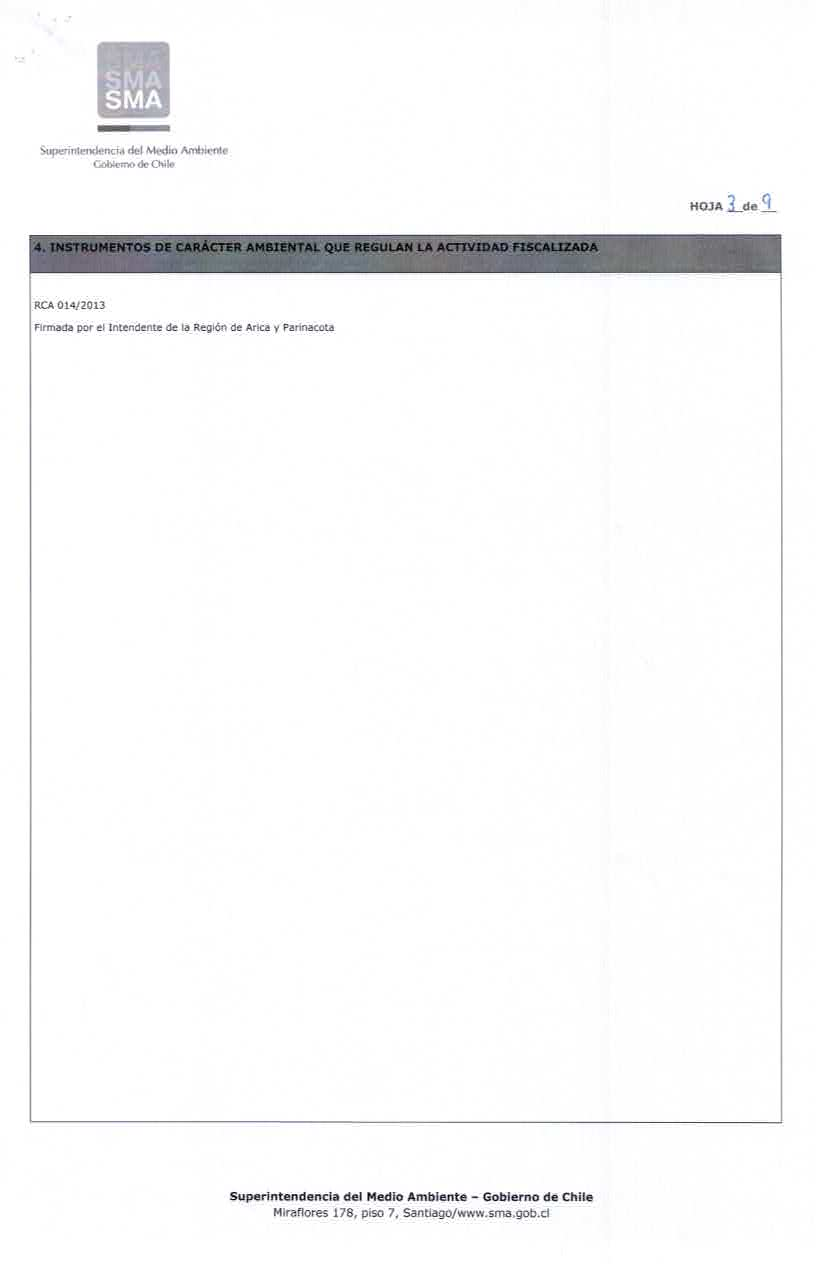 SMA
SMA
SMA
Superintendencia del Medio Ambiente
Gobierno de Chile
HOJA 3 de 9
4. INSTRUMENTOS DE CARÁCTER AMBIENTAL QUE REGULAN LA ACTIVIDAD FISCALIZADA
RCA 014/2013
Firmada por el Intendente de la Región de Arica y Parinacota
Superintendencia del Medio Ambiente – Gobierno de Chile
Miraflores 178, piso 7, Santiago/www.sma.gob.cl